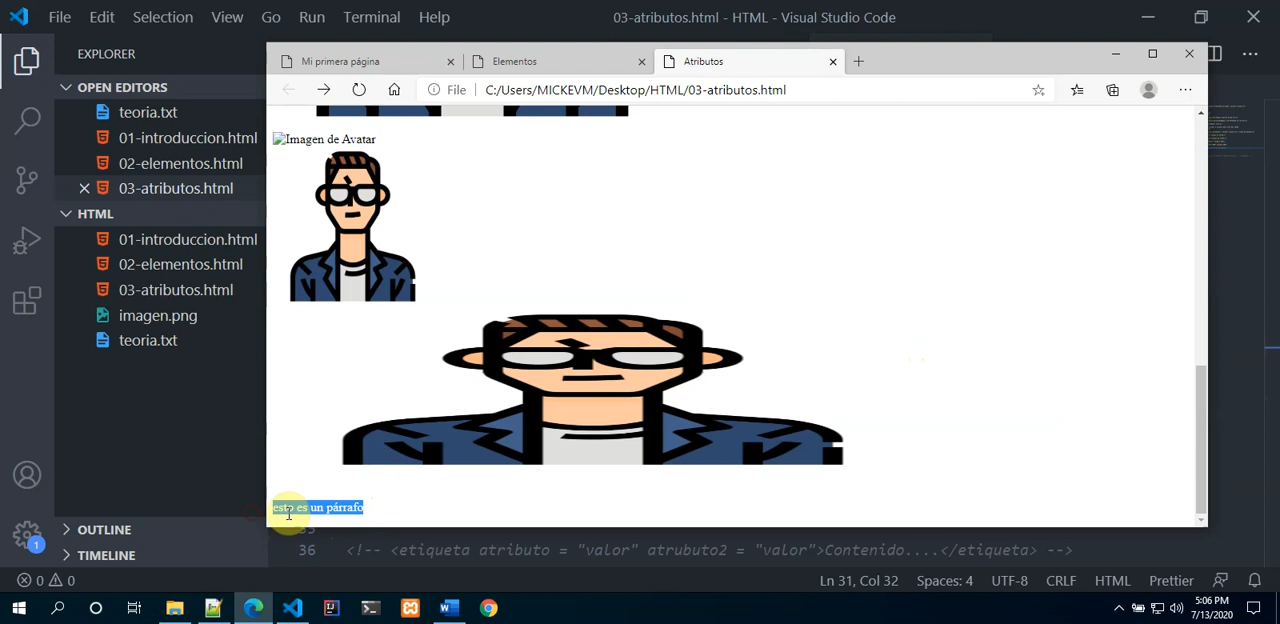 File Edit Selection View Go Run Terminal Help 03-atributos.html - HTML - Visual Studio Code
EXPLORER
OPEN EDITORS
teoria.txt
01-introduccion.html
02-elementos.html
03-atributos.html
HTML
01-introduccion.html
02-elementos.html
03-atributos.html
imagen.png
teoria.txt
OUTLINE
TIMELINE
Mi primera página Elementos Atributos
File C:/Users/MICKEVM/Desktop/HTML/03-atributos.html
Imagen de Avatar
esto es un párrafo
36 <!-- <etiqueta atributo = "valor" atrubuto2 = "valor">Contenido....</etiqueta> -->
0 0 Ln 31, Col 32 Spaces: 4 UTF-8 CRLF HTML Prettier
1
5:06 PM
7/13/2020